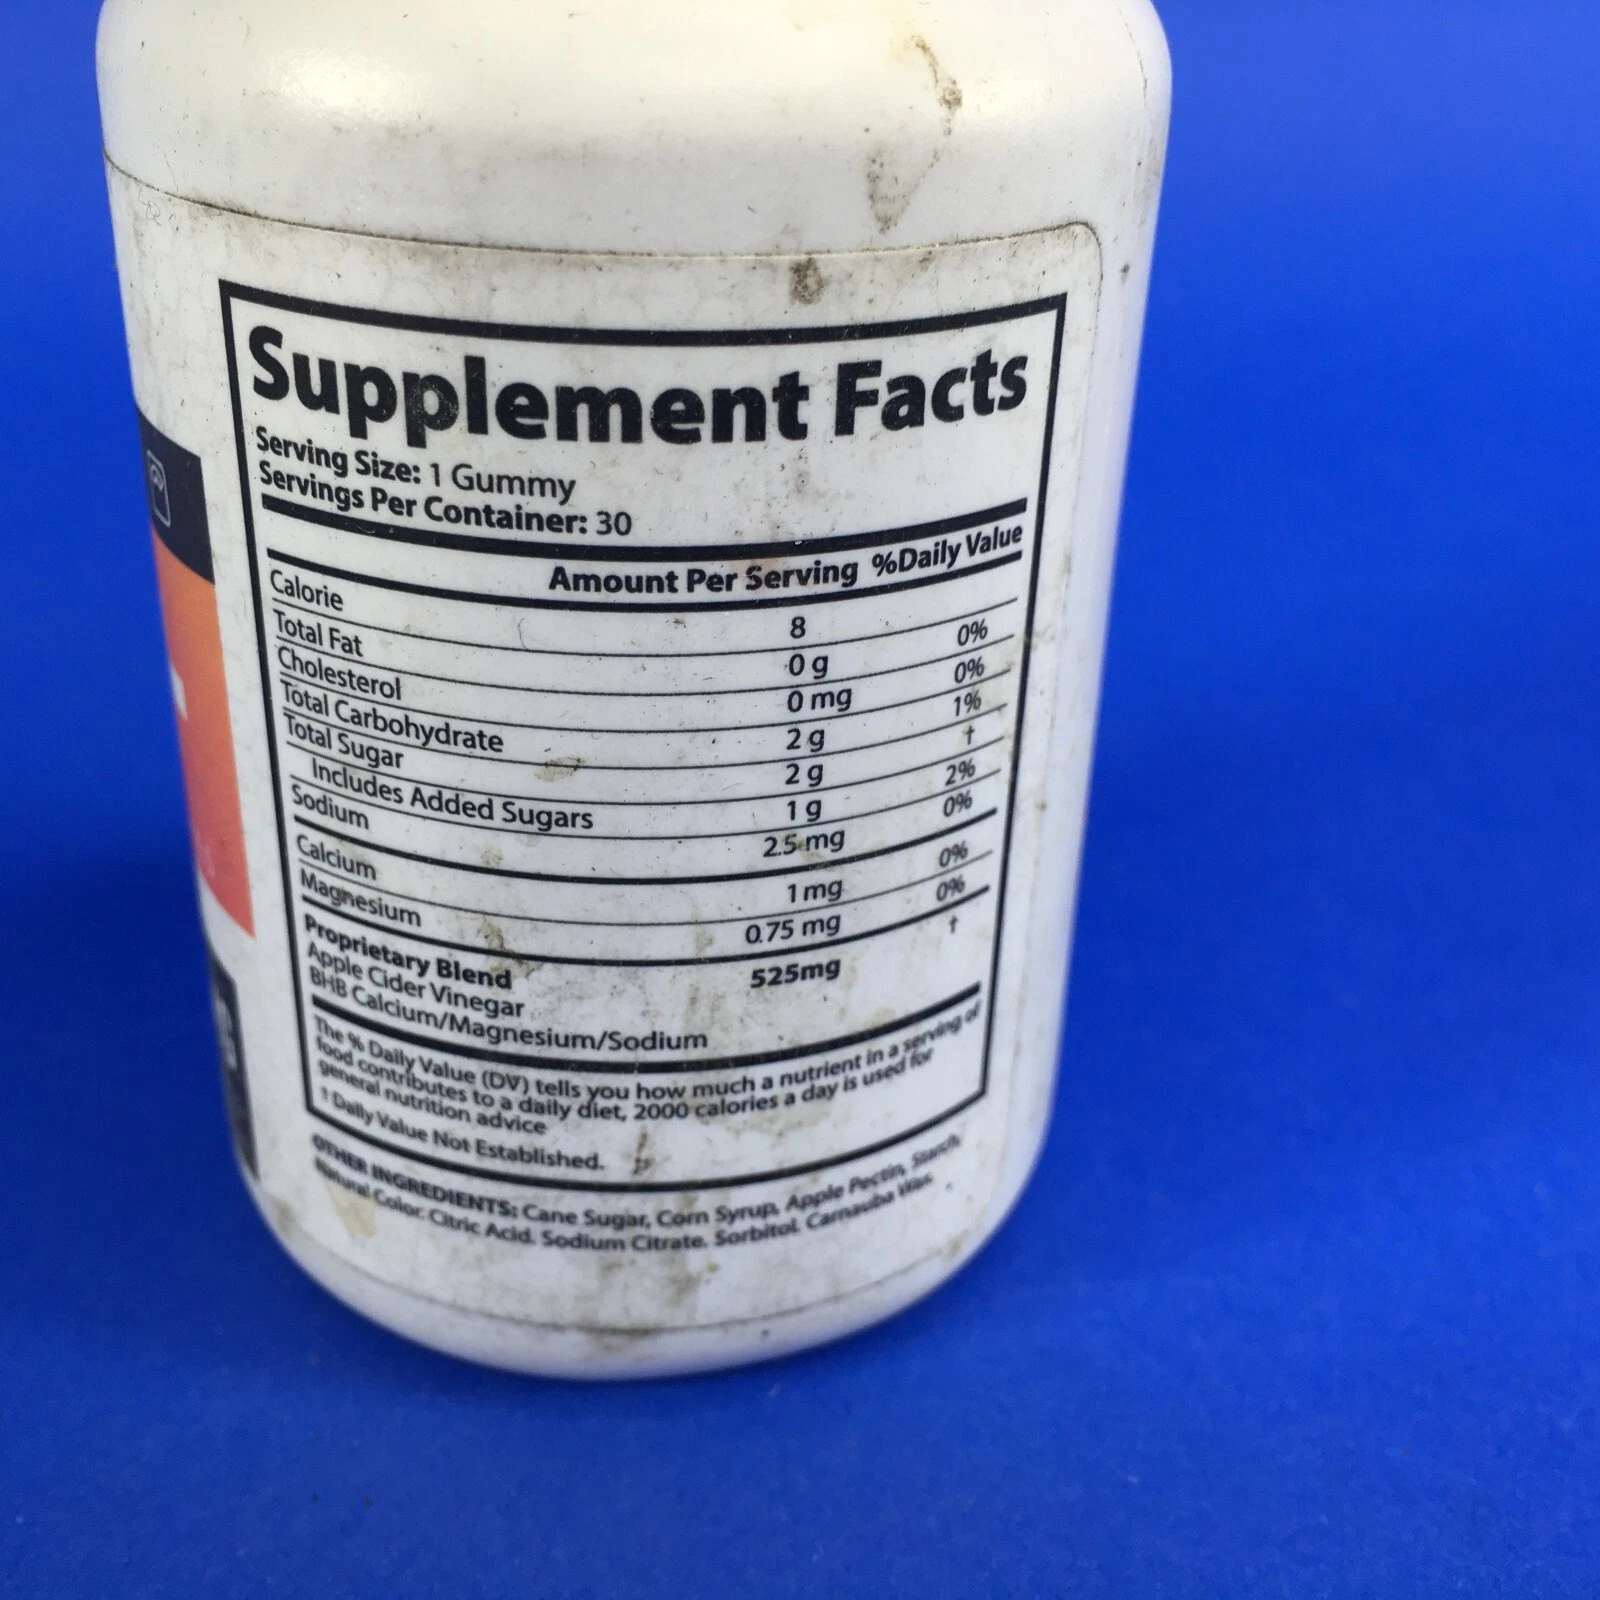 Supplement Facts
Serving Size: 1 Gummy
Servings Per Container: 30
Amount Per Serving %Daily Value
Calorie 8
Total Fat 0 g 0%
Cholesterol 0 mg 0%
Total Carbohydrate 2 g 1%
Total Sugar 2 g †
Includes Added Sugars 1 g 2%
Sodium 2.5 mg 0%
Calcium 1 mg 0%
Magnesium 0.75 mg 0%
Proprietary Blend 525mg †
Apple Cider Vinegar
BHB Calcium/Magnesium/Sodium
The % Daily Value (DV) tells you how much a nutrient in a serving of
food contributes to a daily diet, 2000 calories a day is used for
general nutrition advice
† Daily Value Not Established.
OTHER INGREDIENTS: Cane Sugar, Corn Syrup, Apple Pectin, Starch,
Natural Color, Citric Acid, Sodium Citrate, Sorbitol, Carnauba Wax.